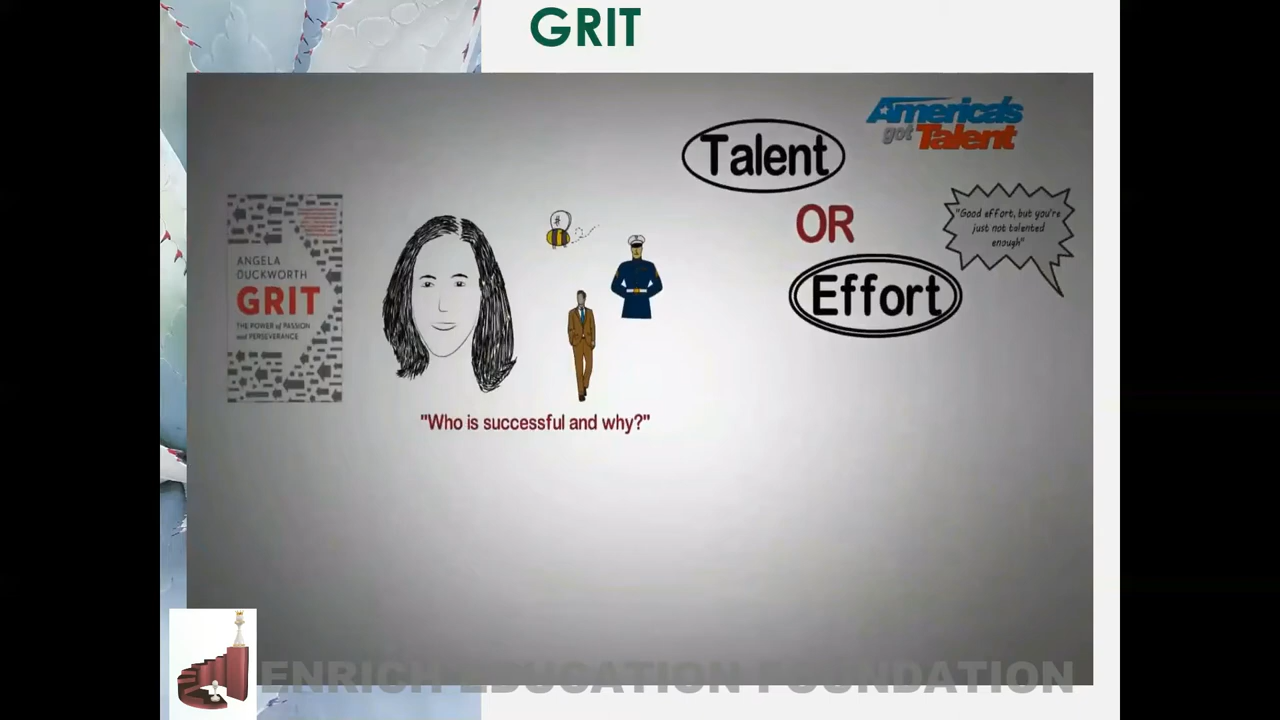 GRIT
America's
got Talent
Talent
OR
Effort
"Good effort, but you're
just not talented
enough"
ANGELA
DUCKWORTH
GRIT
THE POWER of PASSION
and PERSEVERANCE
#
"Who is successful and why?"
ENRICH EDUCATION FOUNDATION